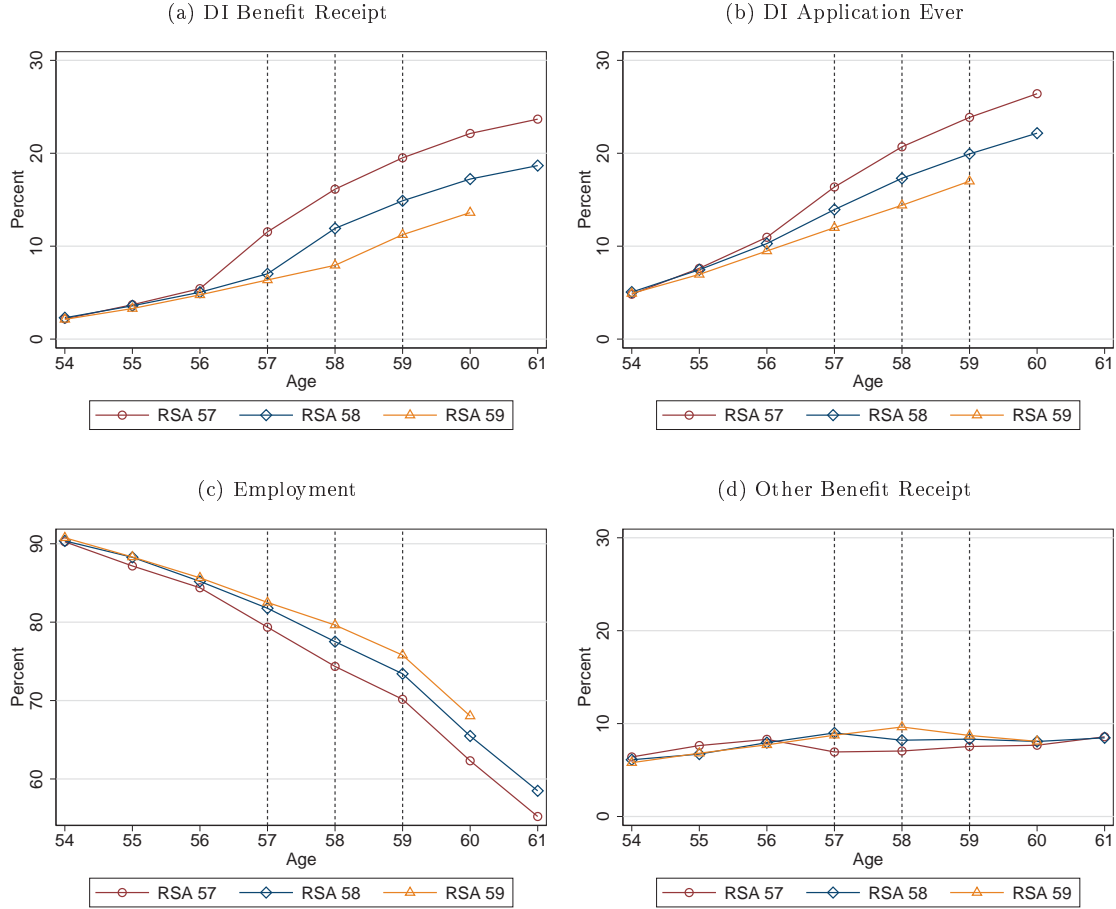 (a) DI Benefit Receipt
Percent
30
20
10
0
54 55 56 57 58 59 60 61
Age
RSA 57 RSA 58 RSA 59
(b) DI Application Ever
Percent
30
20
10
0
54 55 56 57 58 59 60 61
Age
RSA 57 RSA 58 RSA 59
(c) Employment
Percent
90
80
70
60
54 55 56 57 58 59 60 61
Age
RSA 57 RSA 58 RSA 59
(d) Other Benefit Receipt
Percent
30
20
10
0
54 55 56 57 58 59 60 61
Age
RSA 57 RSA 58 RSA 59